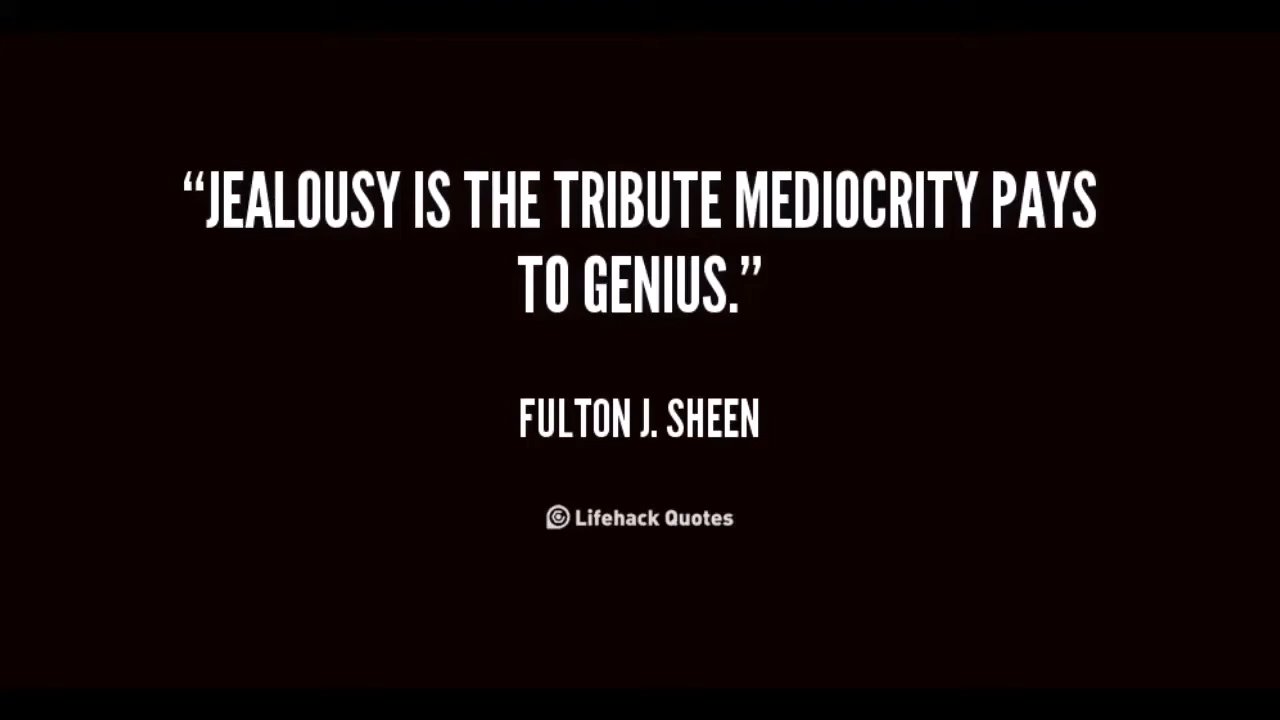 “JEALOUSY IS THE TRIBUTE MEDIOCRITY PAYS
TO GENIUS.”
FULTON J. SHEEN
Lifehack Quotes